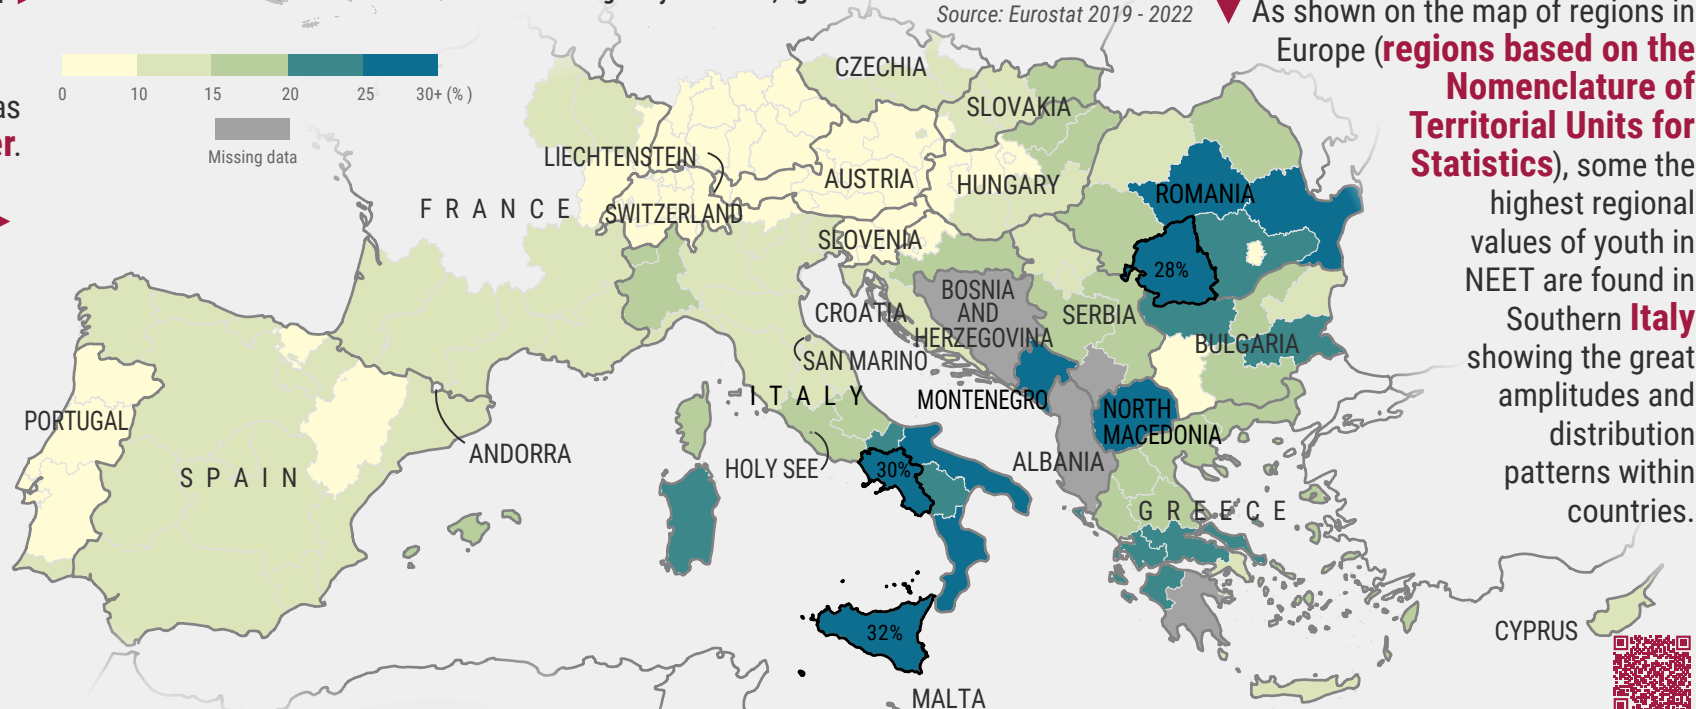 Source: Eurostat 2019 - 2022
0 10 15 20 25 30+ (%)
Missing data
as
r.
As shown on the map of regions in
Europe (regions based on the
Nomenclature of
Territorial Units for
Statistics), some the
highest regional
values of youth in
NEET are found in
Southern Italy
showing the great
amplitudes and
distribution
patterns within
countries.
CZECHIA
SLOVAKIA
LIECHTENSTEIN
AUSTRIA
HUNGARY
ROMANIA
FRANCE
SWITZERLAND
SLOVENIA
28%
BOSNIA
AND
HERZEGOVINA
CROATIA
SERBIA
BULGARIA
SAN MARINO
ITALY
MONTENEGRO
NORTH
MACEDONIA
PORTUGAL
ANDORRA
SPAIN
HOLY SEE
30%
ALBANIA
GREECE
32%
CYPRUS
MALTA